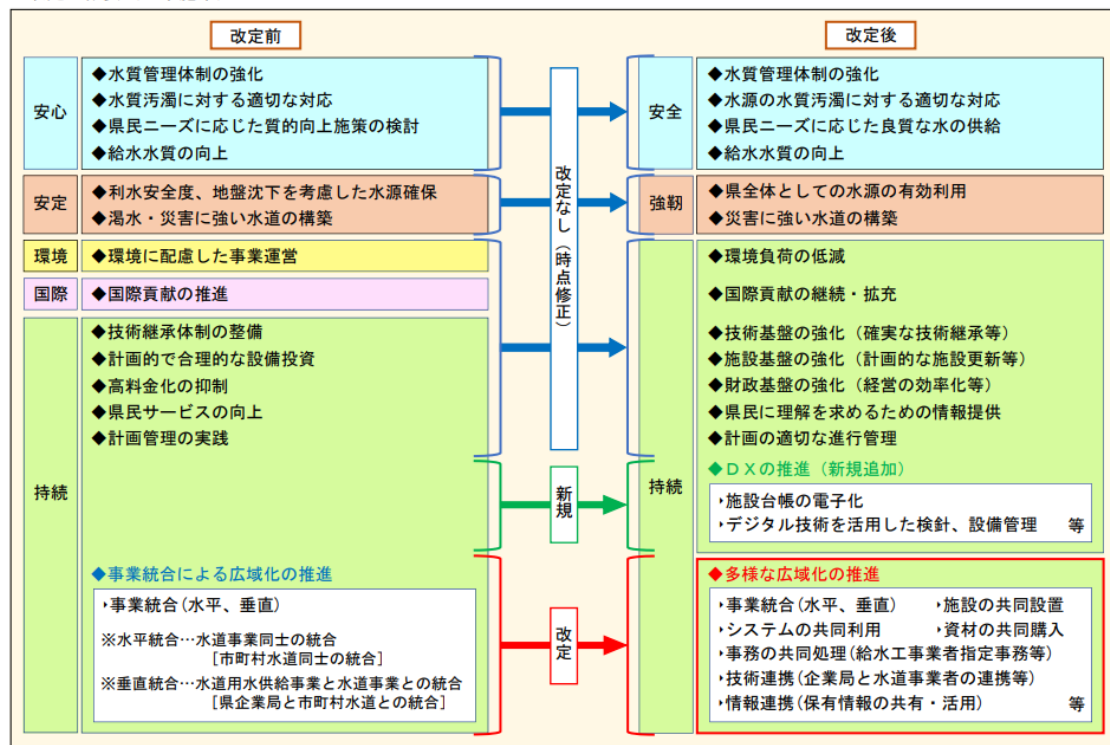 改定前
改定後
安心
◆水質管理体制の強化
◆水質汚濁に対する適切な対応
◆県民ニーズに応じた質的向上施策の検討
◆給水水質の向上
安定
◆利水安全度、地盤沈下を考慮した水源確保
◆渇水・災害に強い水道の構築
環境
◆環境に配慮した事業運営
国際
◆国際貢献の推進
持続
◆技術継承体制の整備
◆計画的で合理的な設備投資
◆高料金化の抑制
◆県民サービスの向上
◆計画管理の実践
◆事業統合による広域化の推進
・事業統合(水平、垂直)
※水平統合…水道事業同士の統合
[市町村水道同士の統合]
※垂直統合…水道用水供給事業と水道事業との統合
[県企業局と市町村水道との統合]
改定なし(時点修正)
新規
改定
安全
◆水質管理体制の強化
◆水源の水質汚濁に対する適切な対応
◆県民ニーズに応じた良質な水の供給
◆給水水質の向上
強靭
◆県全体としての水源の有効利用
◆災害に強い水道の構築
持続
◆環境負荷の低減
◆国際貢献の継続・拡充
◆技術基盤の強化(確実な技術継承等)
◆施設基盤の強化(計画的な施設更新等)
◆財政基盤の強化(経営の効率化等)
◆県民に理解を求めるための情報提供
◆計画の適切な進行管理
◆DXの推進(新規追加)
・施設台帳の電子化
・デジタル技術を活用した検針、設備管理 等
◆多様な広域化の推進
・事業統合(水平、垂直) ・施設の共同設置
・システムの共同利用 ・資材の共同購入
・事務の共同処理(給水工事業者指定事務等)
・技術連携(企業局と水道事業者の連携等)
・情報連携(保有情報の共有・活用) 等